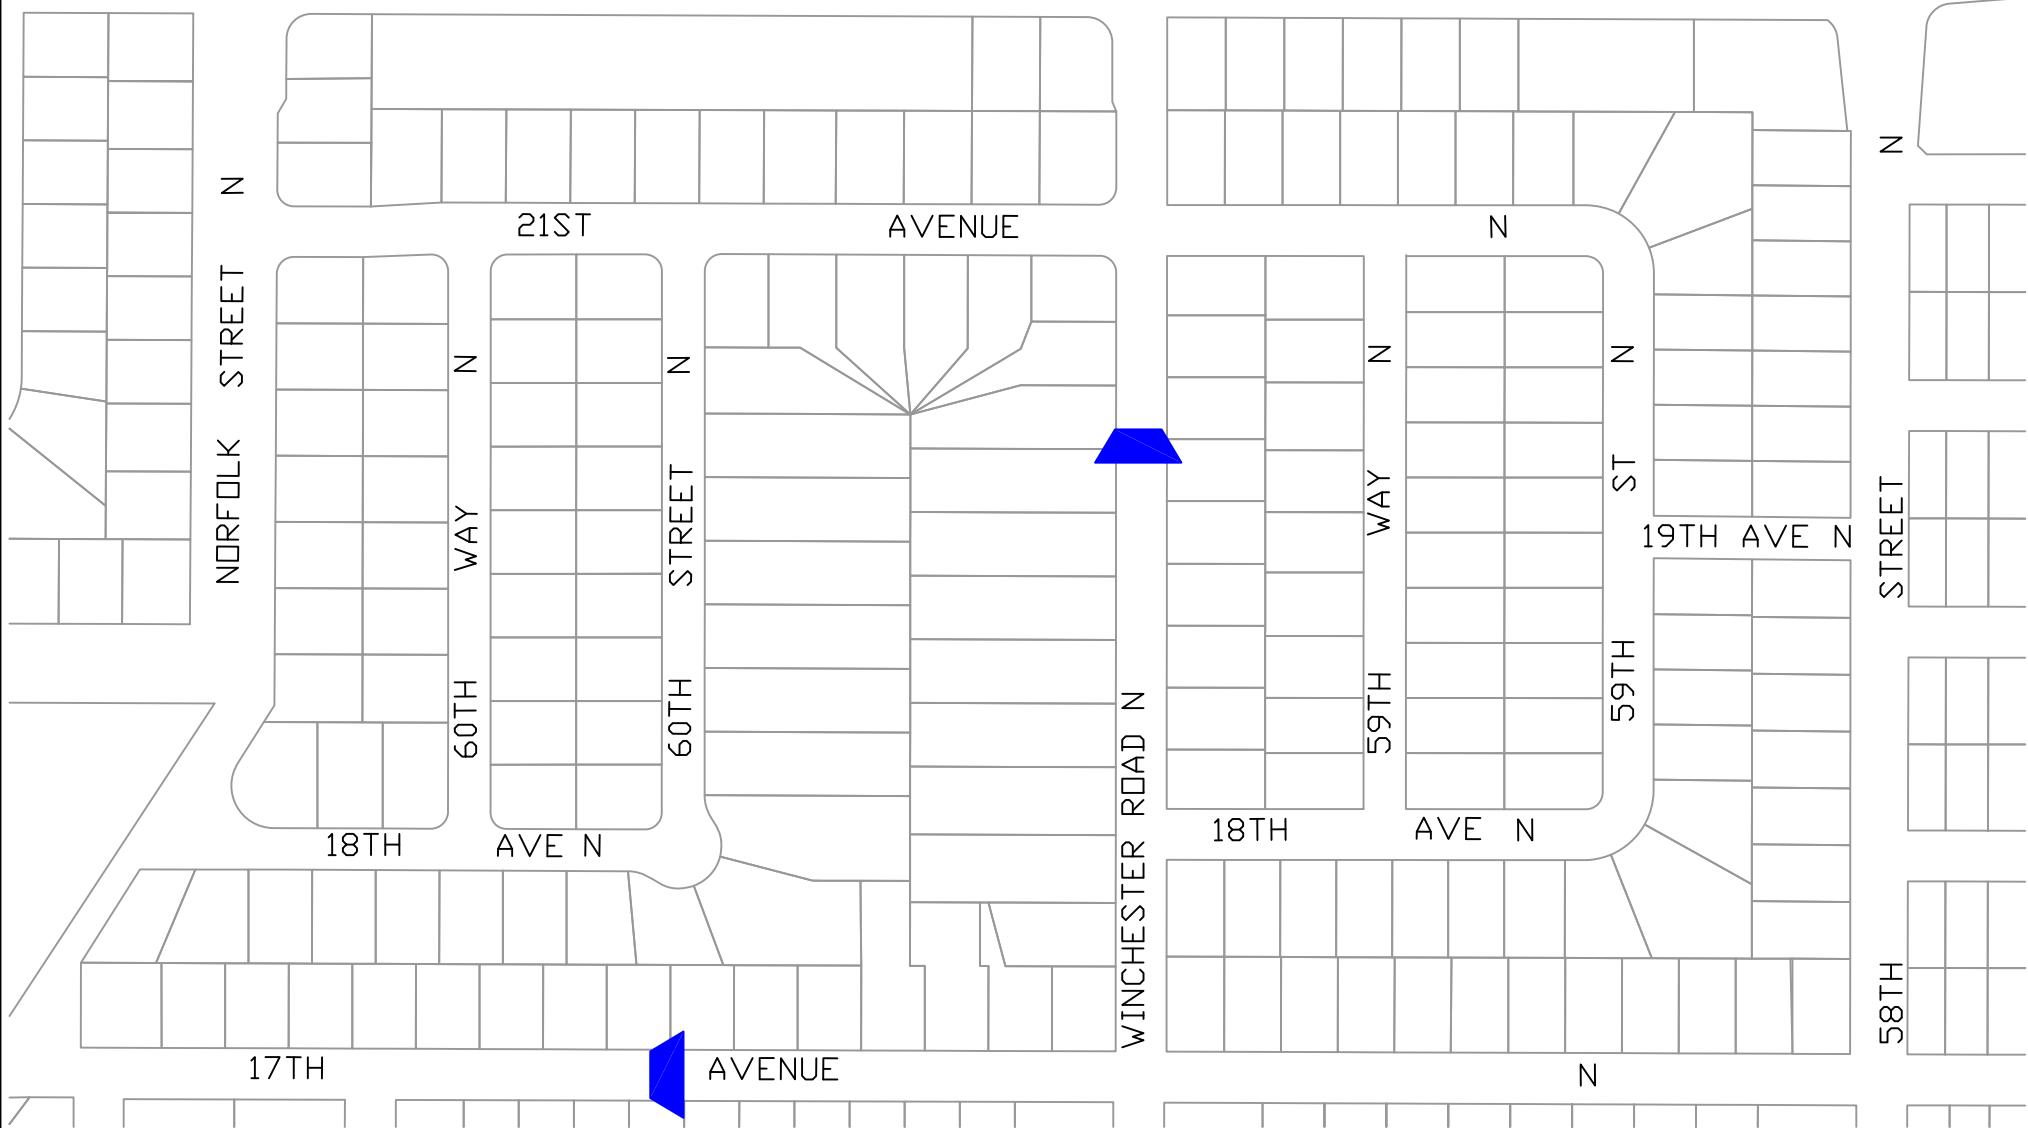 21ST AVENUE N
NORFOLK STREET N
60TH WAY N
60TH STREET N
WINCHESTER ROAD N
59TH WAY N
59TH ST N
19TH AVE N
58TH STREET N
18TH AVE N
18TH AVE N
17TH AVENUE N